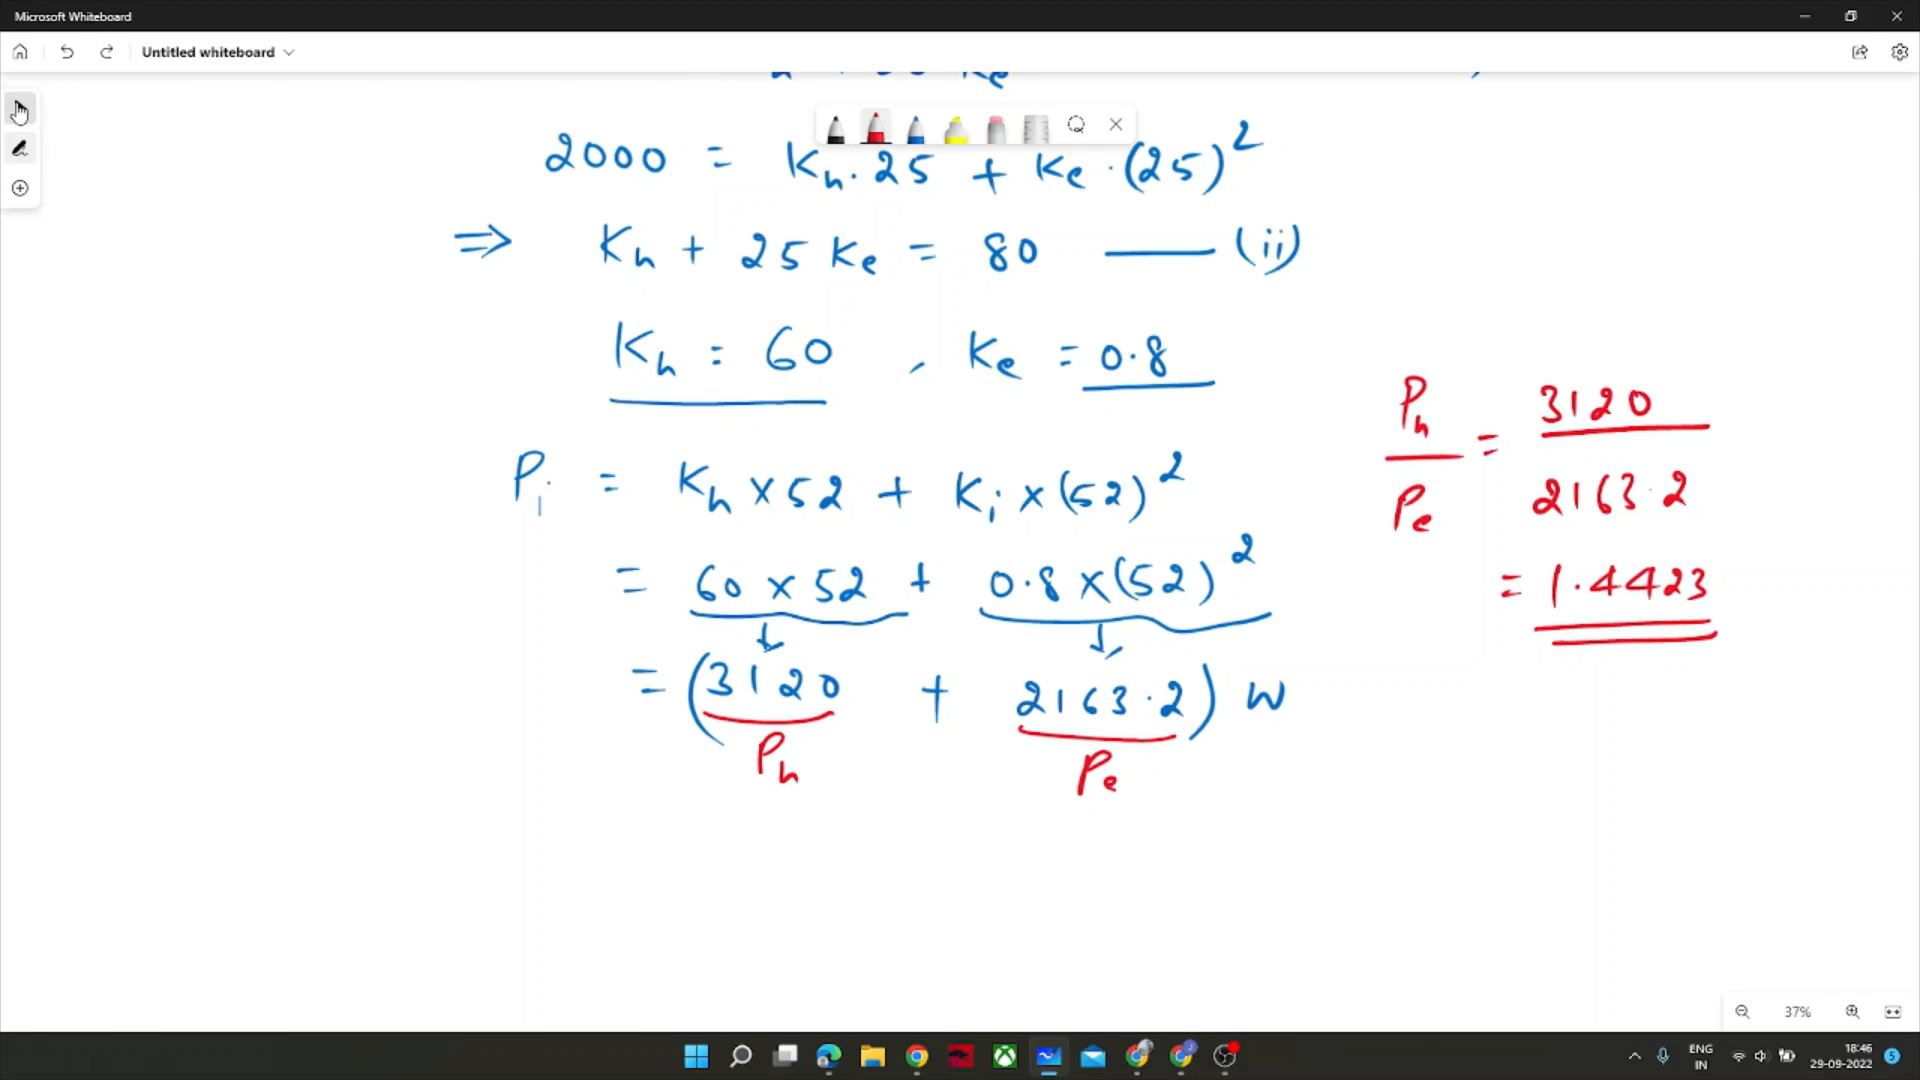 Microsoft Whiteboard
Untitled whiteboard
2000 = Kh . 25 + Ke . (25)²
⇒ Kh + 25 Ke = 80 —— (ii)
Kh = 60 , Ke = 0.8
Pi = Kh × 52 + Ki × (52)²
= 60 × 52 + 0.8 × (52)²
= (3120 + 2163.2) W
Ph Pe
Ph / Pe = 3120 / 2163.2
= 1.4423
37%
ENG
IN
18:46
29-09-2022
5